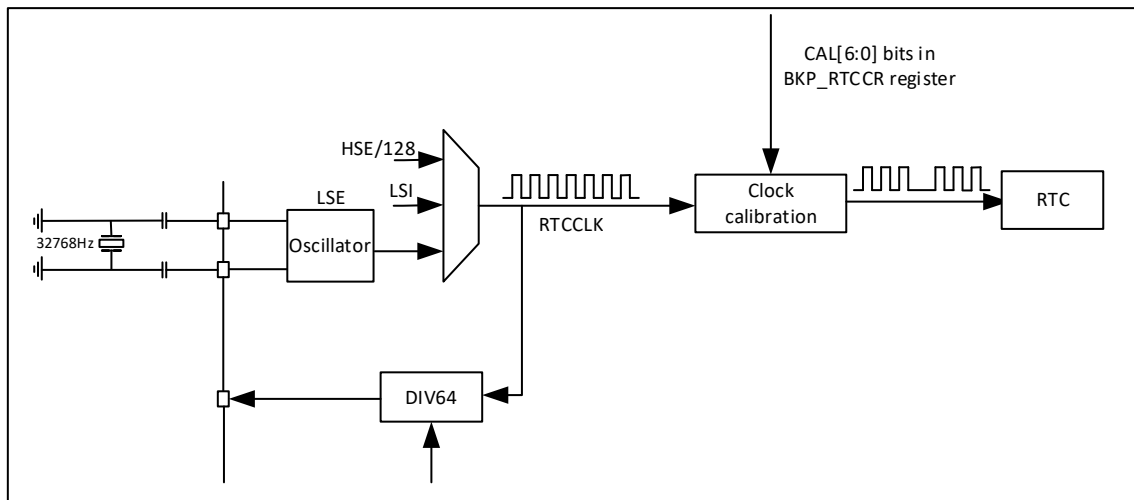 CAL[6:0] bits in
BKP_RTCCR register
HSE/128
LSI
LSE
Oscillator
32768Hz
RTCCLK
Clock
calibration
RTC
DIV64